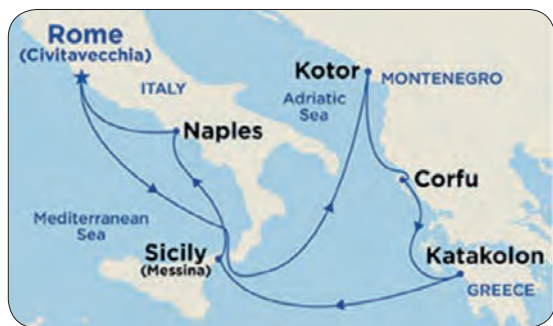 Rome
(Civitavecchia)
ITALY
Naples
Kotor
MONTENEGRO
Adriatic
Sea
Corfu
Mediterranean
Sea
Sicily
(Messina)
Katakolon
GREECE